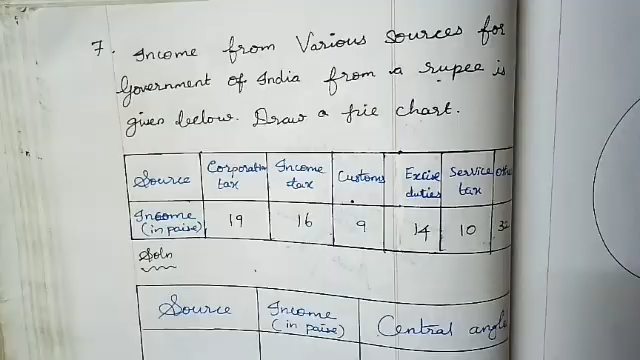 7. Income from Various Sources for
Government of India from a rupee is
given below. Draw a pie chart.
Source Corporation tax Income tax Customs Excise duties Service tax
Income (in paise) 19 16 9 14 10 32
Soln
Source Income (in paise) Central angle